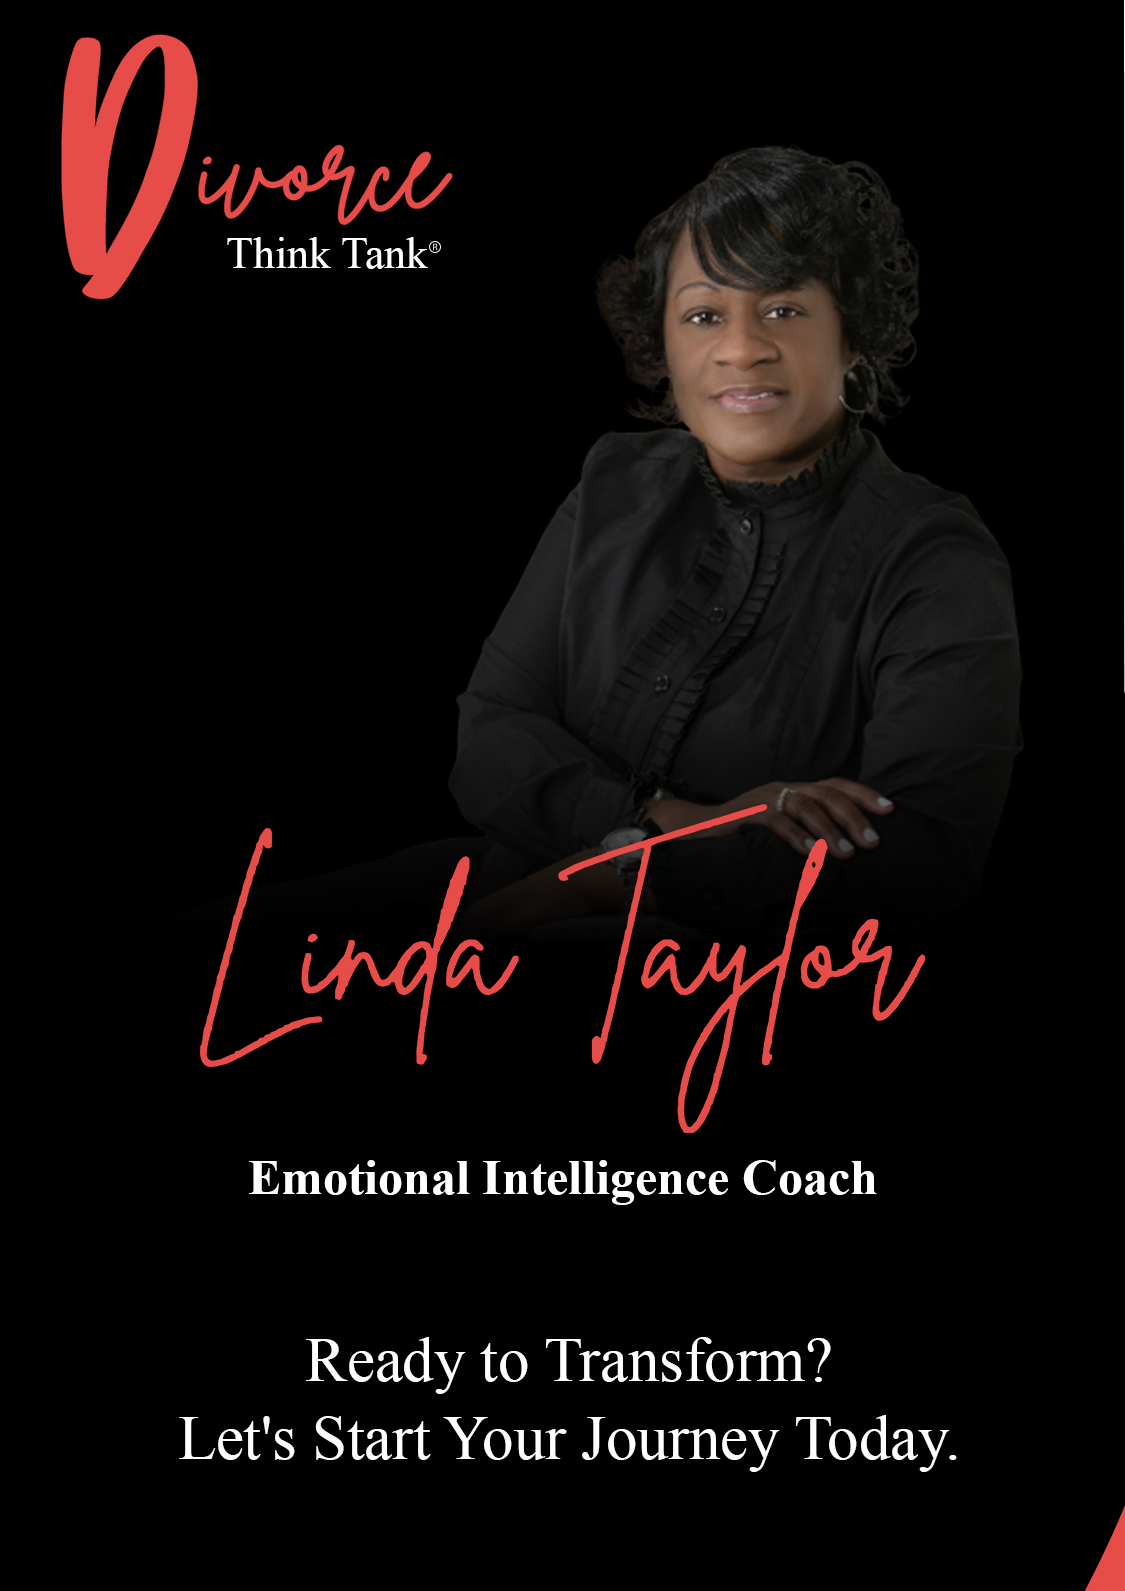 Divorce
Think Tank®
Linda Taylor
Emotional Intelligence Coach
Ready to Transform?
Let's Start Your Journey Today.